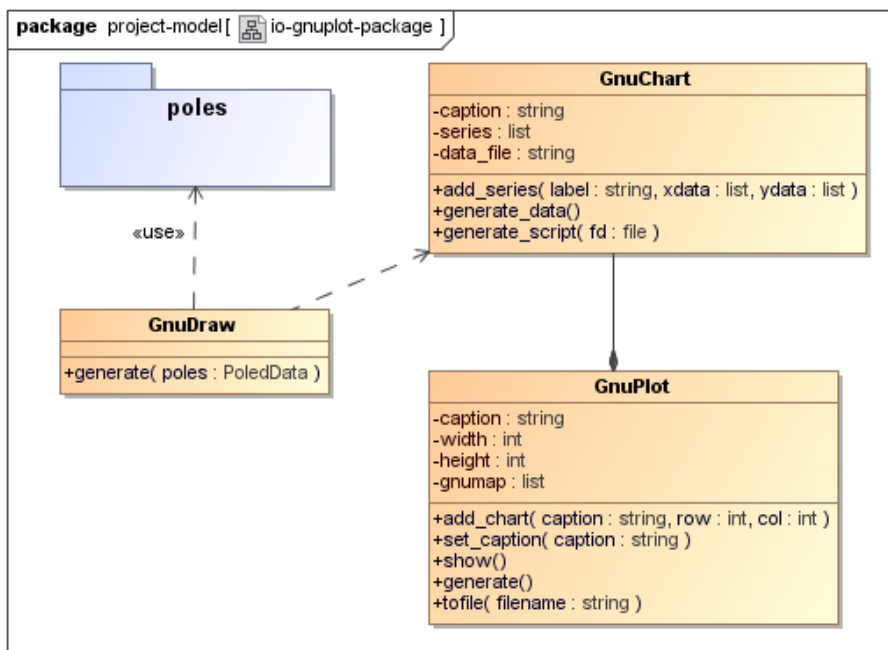 package project-model[ io-gnuplot-package ]
poles
«use»
GnuDraw
+generate( poles : PoledData )
GnuChart
-caption : string
-series : list
-data_file : string
+add_series( label : string, xdata : list, ydata : list )
+generate_data()
+generate_script( fd : file )
GnuPlot
-caption : string
-width : int
-height : int
-gnumap : list
+add_chart( caption : string, row : int, col : int )
+set_caption( caption : string )
+show()
+generate()
+tofile( filename : string )